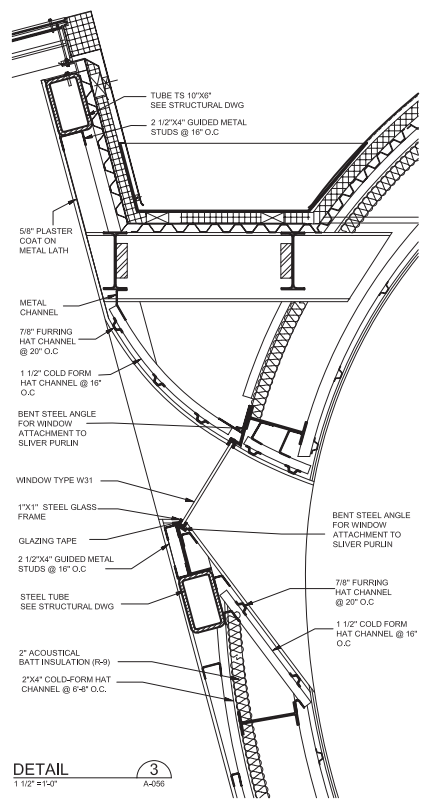 TUBE TS 10"X6"
SEE STRUCTURAL DWG
2 1/2"X4" GUIDED METAL
STUDS @ 16" O.C
5/8" PLASTER
COAT ON
METAL LATH
METAL
CHANNEL
7/8" FURRING
HAT CHANNEL
@ 20" O.C
1 1/2" COLD FORM
HAT CHANNEL @ 16"
O.C
BENT STEEL ANGLE
FOR WINDOW
ATTACHMENT TO
SLIVER PURLIN
WINDOW TYPE W31
1"X1" STEEL GLASS
FRAME
GLAZING TAPE
2 1/2"X4" GUIDED METAL
STUDS @ 16" O.C
STEEL TUBE
SEE STRUCTURAL DWG
BENT STEEL ANGLE
FOR WINDOW
ATTACHMENT TO
SLIVER PURLIN
7/8" FURRING
HAT CHANNEL
@ 20" O.C
1 1/2" COLD FORM
HAT CHANNEL @ 16"
O.C
2" ACOUSTICAL
BATT INSULATION (R-9)
2"X4" COLD-FORM HAT
CHANNEL @ 6'-8" O.C.
DETAIL 3
1 1/2" =1'-0" A-056